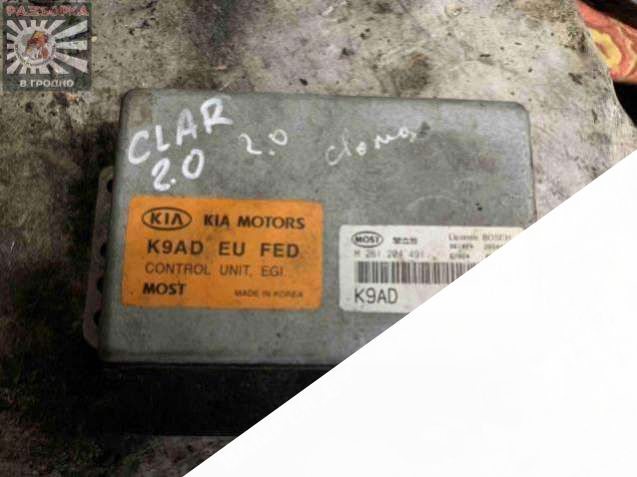 РАЗБОРКА
В ГРОДНО
CLAR
2.0
2.0
KIA KIA MOTORS
K9AD EU FED
CONTROL UNIT, EGI
MOST MADE IN KOREA
MOST
License BOSCH
K9AD